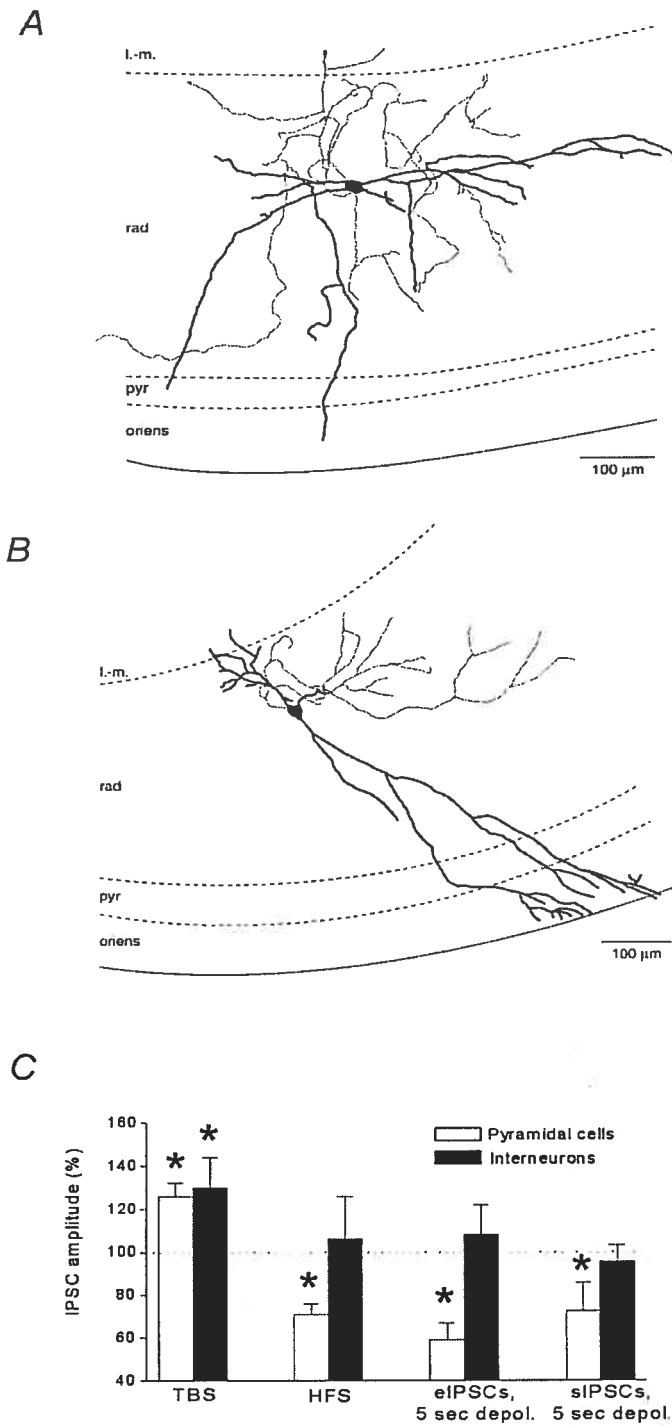 A
l.-m.
rad
pyr
oriens
100 µm
B
l.-m.
rad
pyr
oriens
100 µm
C
IPSC amplitude (%)
160
140
120
100
80
60
40
* * * * *
Pyramidal cells
Interneurons
TBS
HFS
eIPSCs,
5 sec depol.
sIPSCs,
5 sec depol.